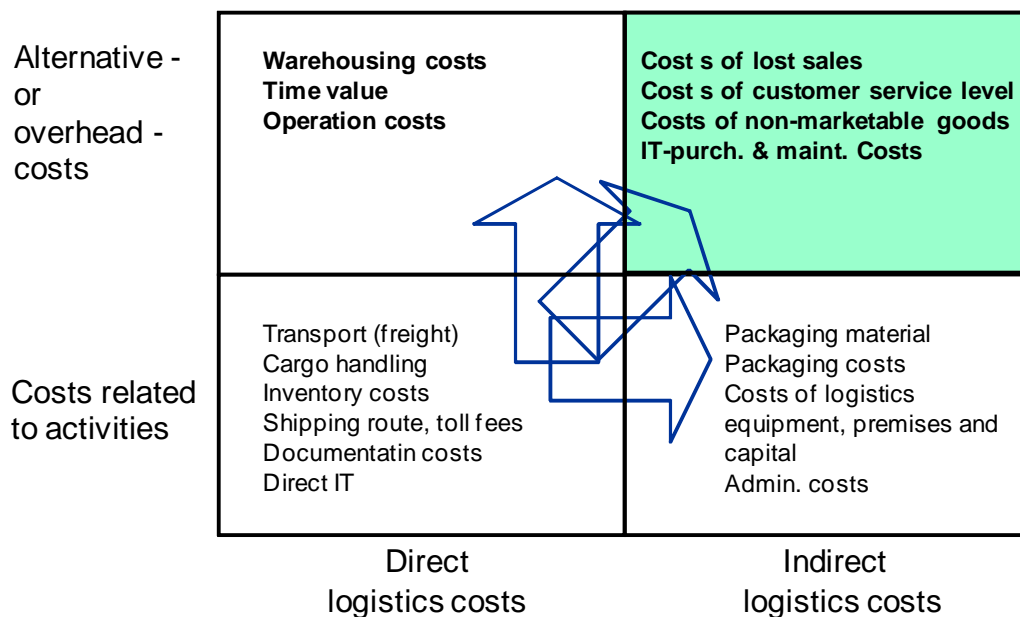 Alternative -
or
overhead -
costs
Warehousing costs
Time value
Operation costs
Cost s of lost sales
Cost s of customer service level
Costs of non-marketable goods
IT-purch. & maint. Costs
Costs related
to activities
Transport (freight)
Cargo handling
Inventory costs
Shipping route, toll fees
Documentatin costs
Direct IT
Packaging material
Packaging costs
Costs of logistics
equipment, premises and
capital
Admin. costs
Direct
logistics costs
Indirect
logistics costs